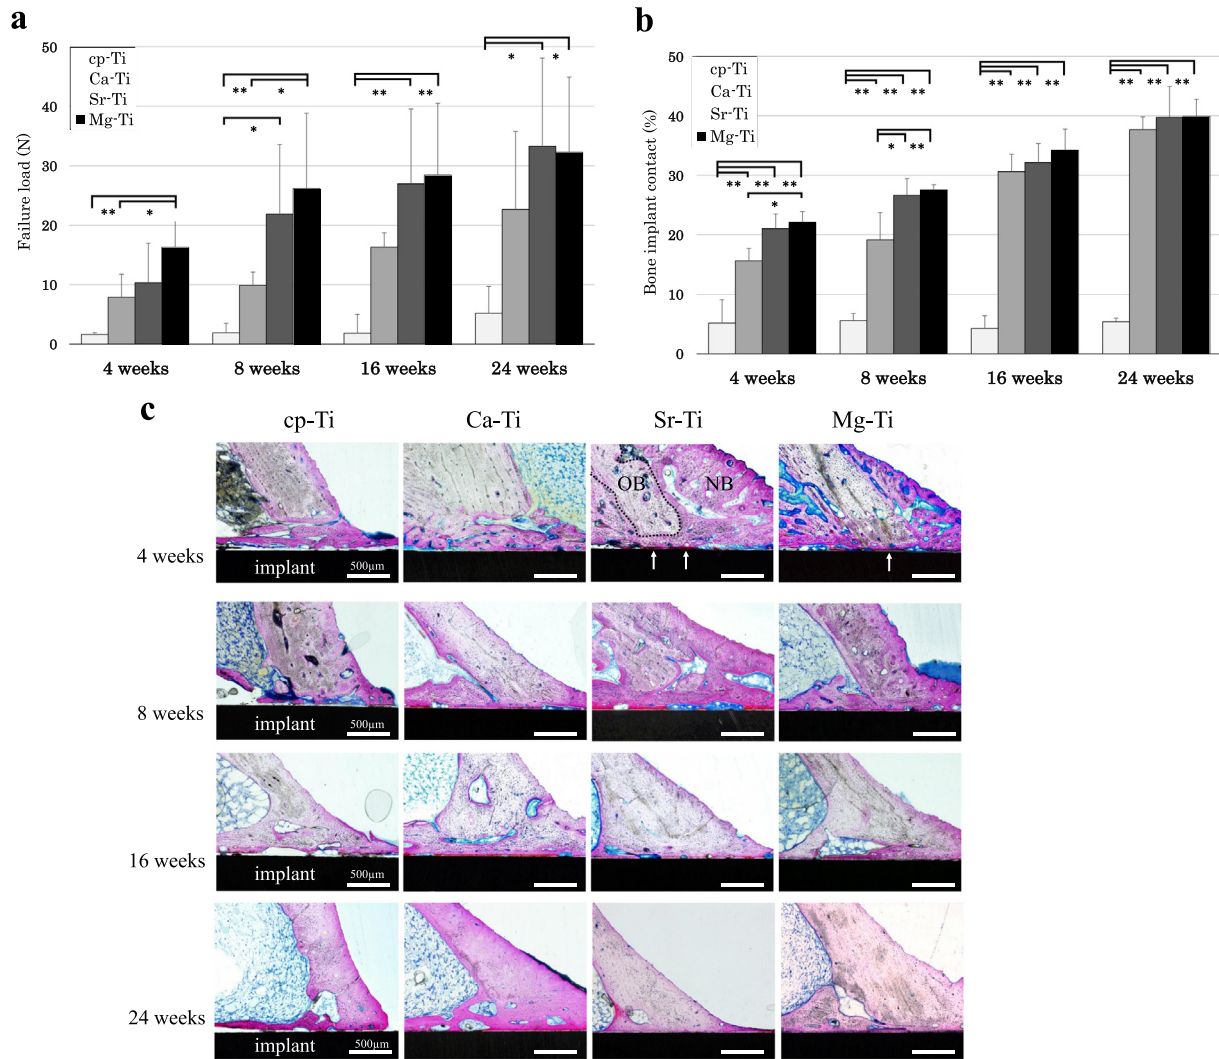 a
50
40
30
20
10
0
Failure load (N)
cp-Ti
Ca-Ti
Sr-Ti
Mg-Ti
** *
** *
*
** **
* *
4 weeks 8 weeks 16 weeks 24 weeks
b
50
40
30
20
10
0
Bone implant contact (%)
cp-Ti
Ca-Ti
Sr-Ti
Mg-Ti
** ** **
*
** ** **
* **
** ** **
** ** **
4 weeks 8 weeks 16 weeks 24 weeks
c
cp-Ti Ca-Ti Sr-Ti Mg-Ti
OB NB
4 weeks
implant 500μm
8 weeks
implant 500μm
16 weeks
implant 500μm
24 weeks
implant 500μm